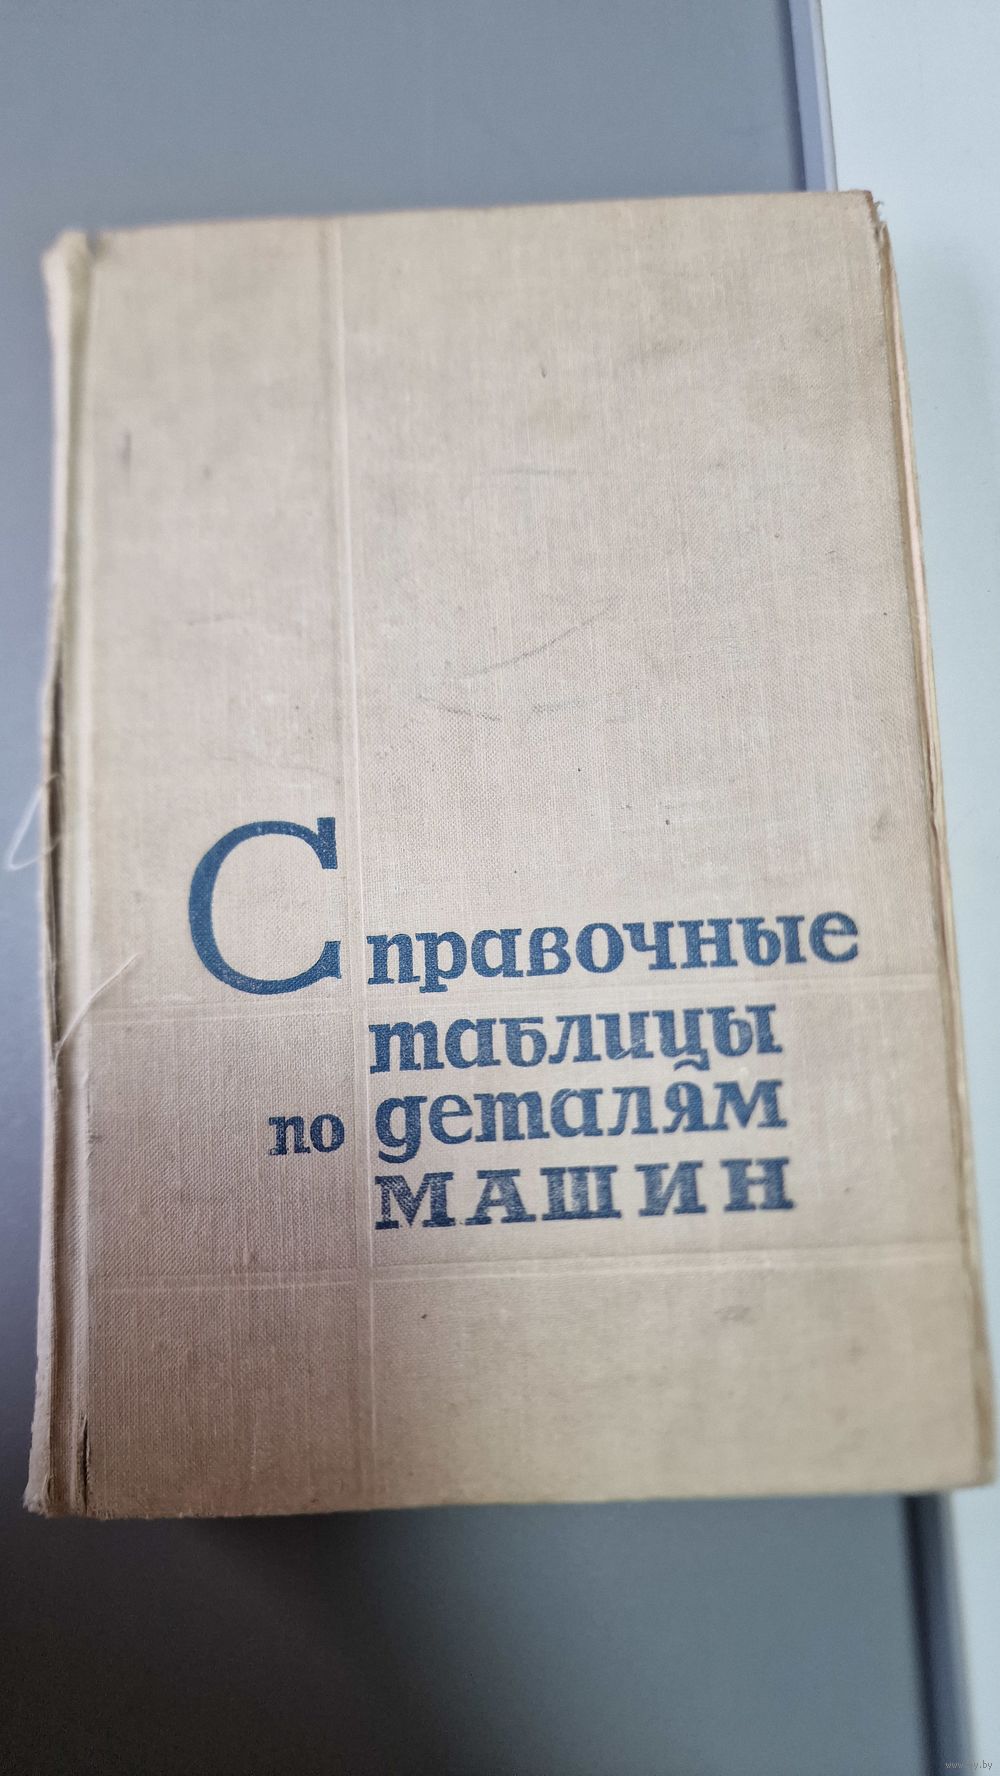 Справочные
таблицы
по деталям
машин